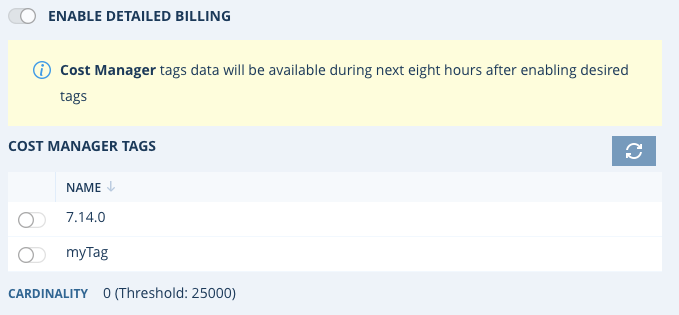 ENABLE DETAILED BILLING
Cost Manager tags data will be available during next eight hours after enabling desired
tags
COST MANAGER TAGS
NAME
7.14.0
myTag
CARDINALITY 0 (Threshold: 25000)